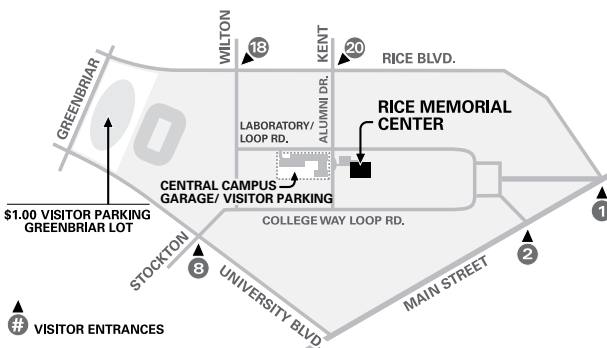 WILTON
18
KENT
20
RICE BLVD.
GREENBRIAR
ALUMNI DR.
RICE MEMORIAL
CENTER
LABORATORY/
LOOP RD.
CENTRAL CAMPUS
GARAGE/ VISITOR PARKING
$1.00 VISITOR PARKING
GREENBRIAR LOT
COLLEGE WAY LOOP RD.
1
2
STOCKTON
8
UNIVERSITY BLVD
MAIN STREET
# VISITOR ENTRANCES